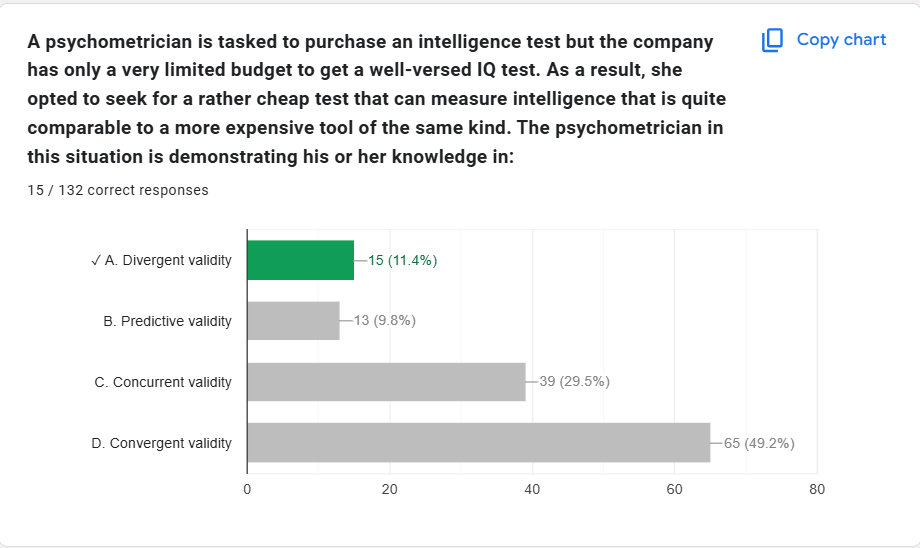 A psychometrician is tasked to purchase an intelligence test but the company
has only a very limited budget to get a well-versed IQ test. As a result, she
opted to seek for a rather cheap test that can measure intelligence that is quite
comparable to a more expensive tool of the same kind. The psychometrician in
this situation is demonstrating his or her knowledge in:
Copy chart
15 / 132 correct responses
✓ A. Divergent validity
15 (11.4%)
B. Predictive validity
13 (9.8%)
C. Concurrent validity
39 (29.5%)
D. Convergent validity
65 (49.2%)
0 20 40 60 80